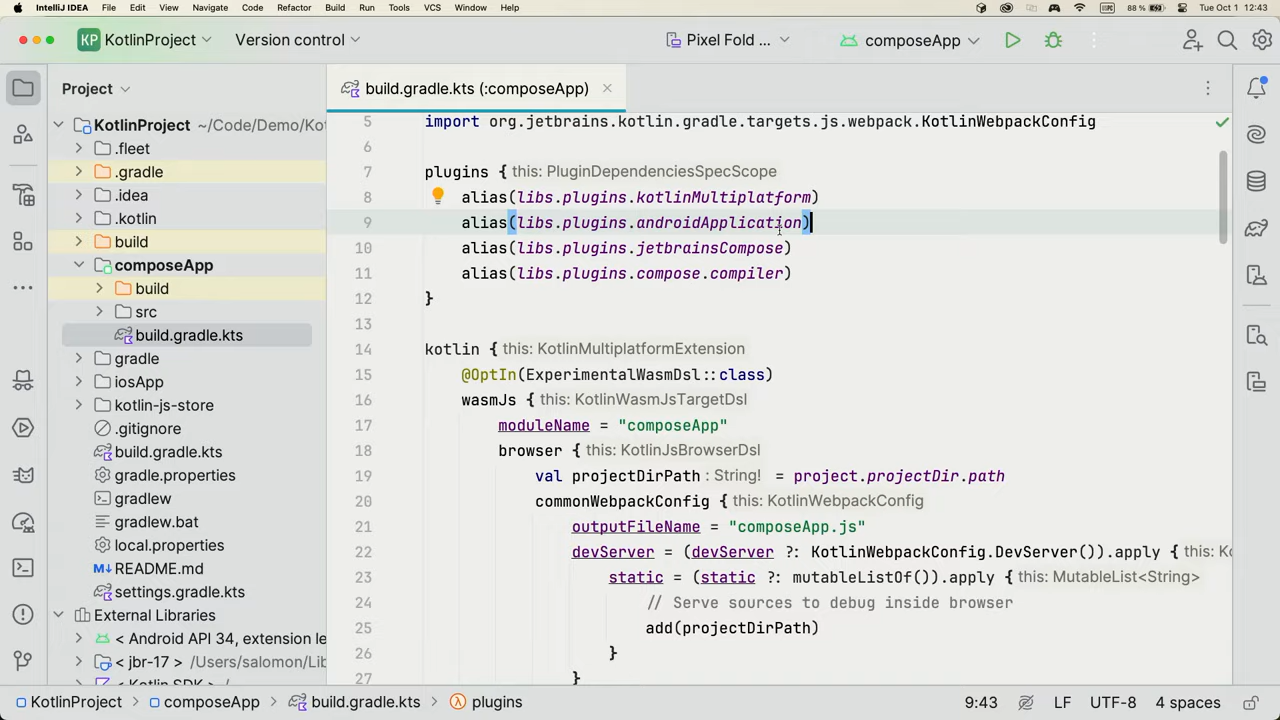 IntelliJ IDEA File Edit View Navigate Code Refactor Build Run Tools VCS Window Help 88 % Tue Oct 1 12:43
KP KotlinProject Version control Pixel Fold ... composeApp
Project
build.gradle.kts (:composeApp)
KotlinProject ~/Code/Demo/Kot
.fleet
.gradle
.idea
.kotlin
build
composeApp
build
src
build.gradle.kts
gradle
iosApp
kotlin-js-store
.gitignore
build.gradle.kts
gradle.properties
gradlew
gradlew.bat
local.properties
README.md
settings.gradle.kts
External Libraries
< Android API 34, extension le
< jbr-17 > /Users/salomon/Lib
< Kotlin SDK > /
5 import org.jetbrains.kotlin.gradle.targets.js.webpack.KotlinWebpackConfig
6
7 plugins { this: PluginDependenciesSpecScope
8 alias(libs.plugins.kotlinMultiplatform)
9 alias(libs.plugins.androidApplication)
10 alias(libs.plugins.jetbrainsCompose)
11 alias(libs.plugins.compose.compiler)
12 }
13
14 kotlin { this: KotlinMultiplatformExtension
15 @OptIn(ExperimentalWasmDsl::class)
16 wasmJs { this: KotlinWasmJsTargetDsl
17 moduleName = "composeApp"
18 browser { this: KotlinJsBrowserDsl
19 val projectDirPath : String! = project.projectDir.path
20 commonWebpackConfig { this: KotlinWebpackConfig
21 outputFileName = "composeApp.js"
22 devServer = (devServer ?: KotlinWebpackConfig.DevServer()).apply { this: Ko
23 static = (static ?: mutableListOf()).apply { this: MutableList<String>
24 // Serve sources to debug inside browser
25 add(projectDirPath)
26 }
27 }
KotlinProject composeApp build.gradle.kts plugins 9:43 LF UTF-8 4 spaces